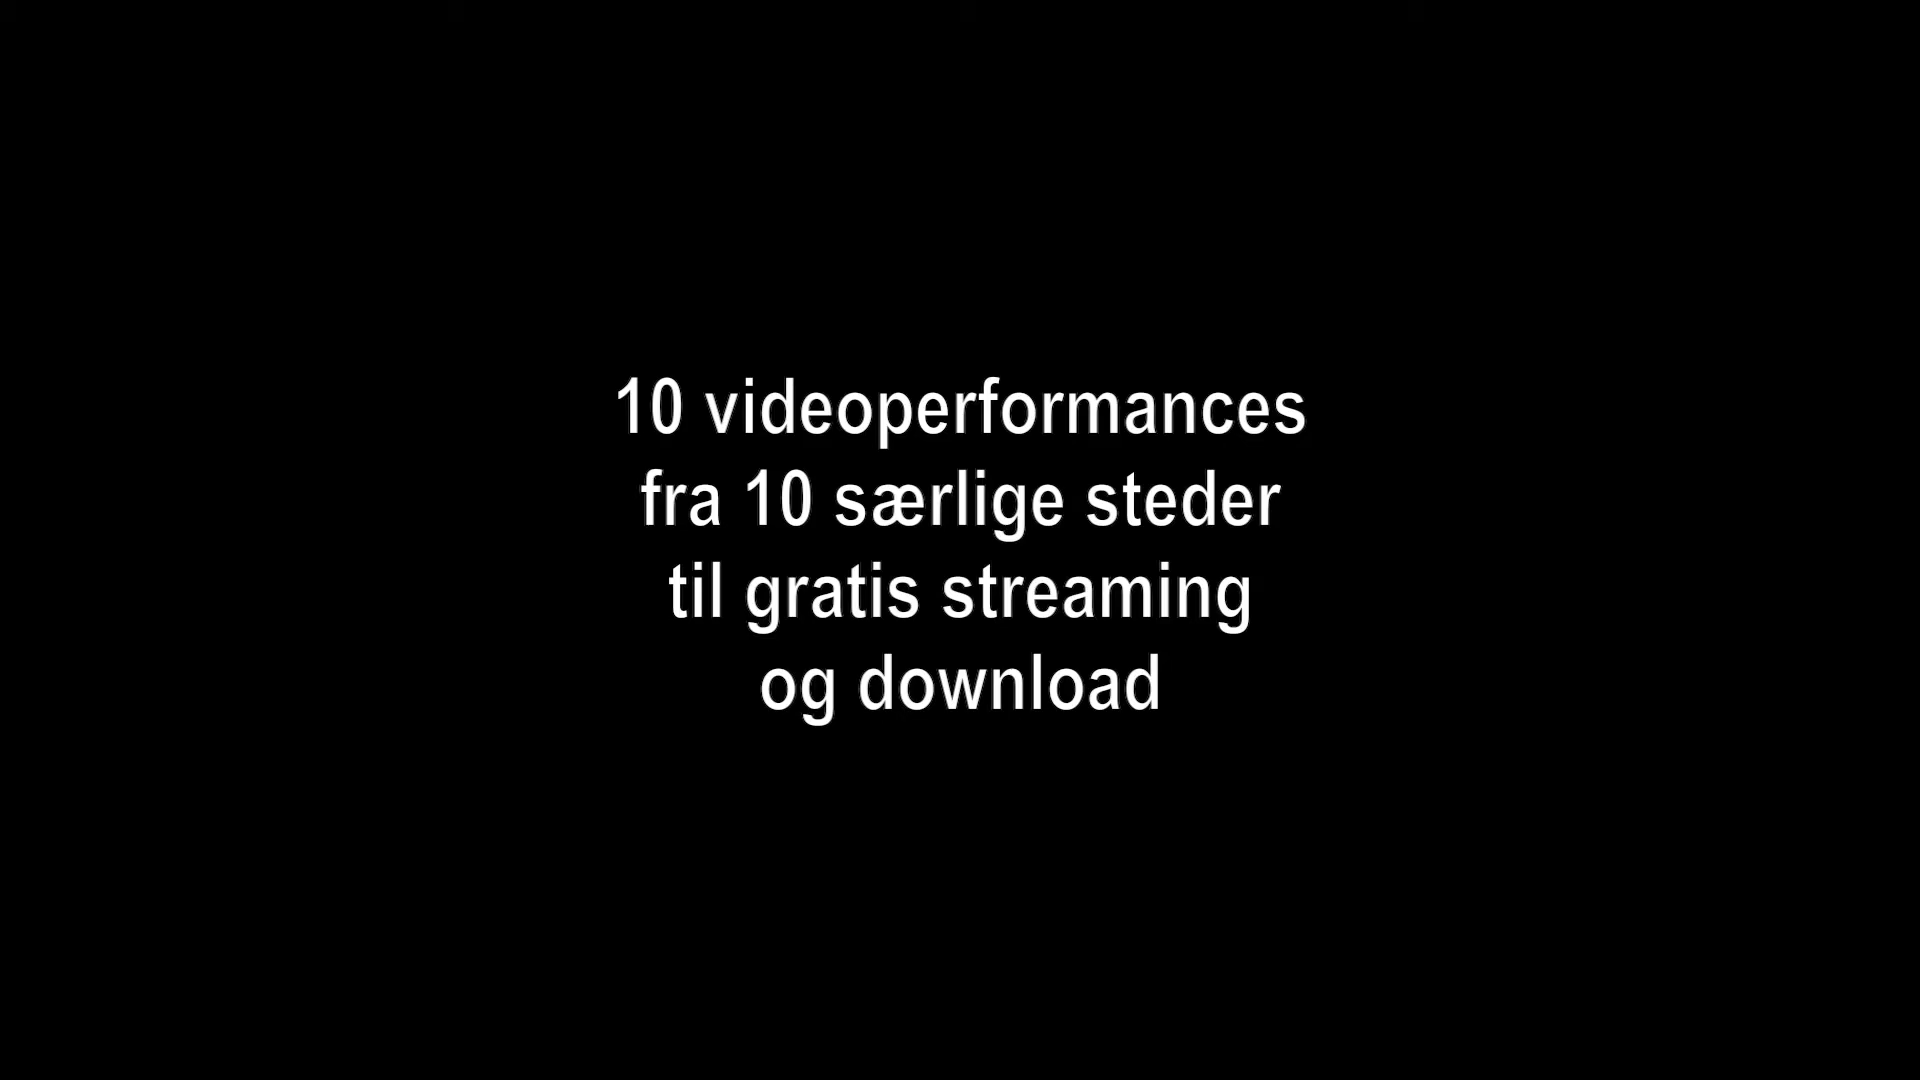 10 videoperformances
fra 10 særlige steder
til gratis streaming
og download